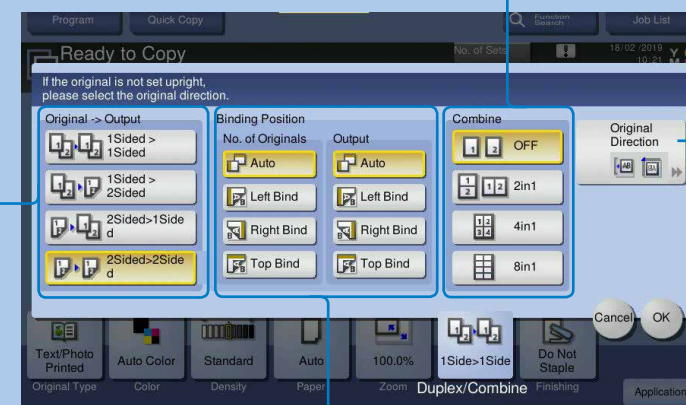 Program
Quick Copy
Function
Search
Job List
Ready to Copy
No. of Sets
18/02 /2019
10:21
Y
M
If the original is not set upright,
please select the original direction.
Original -> Output
1Sided >
1Sided
1Sided >
2Sided
2Sided>1Side
d
2Sided>2Side
d
Binding Position
No. of Originals
Output
Auto
Auto
Left Bind
Left Bind
Right Bind
Right Bind
Top Bind
Top Bind
Combine
OFF
2in1
4in1
8in1
Original
Direction
Cancel
OK
Text/Photo
Printed
Auto Color
Standard
Auto
100.0%
1Side>1Side
Do Not
Staple
Original Type
Color
Density
Paper
Zoom
Duplex/Combine
Finishing
Application